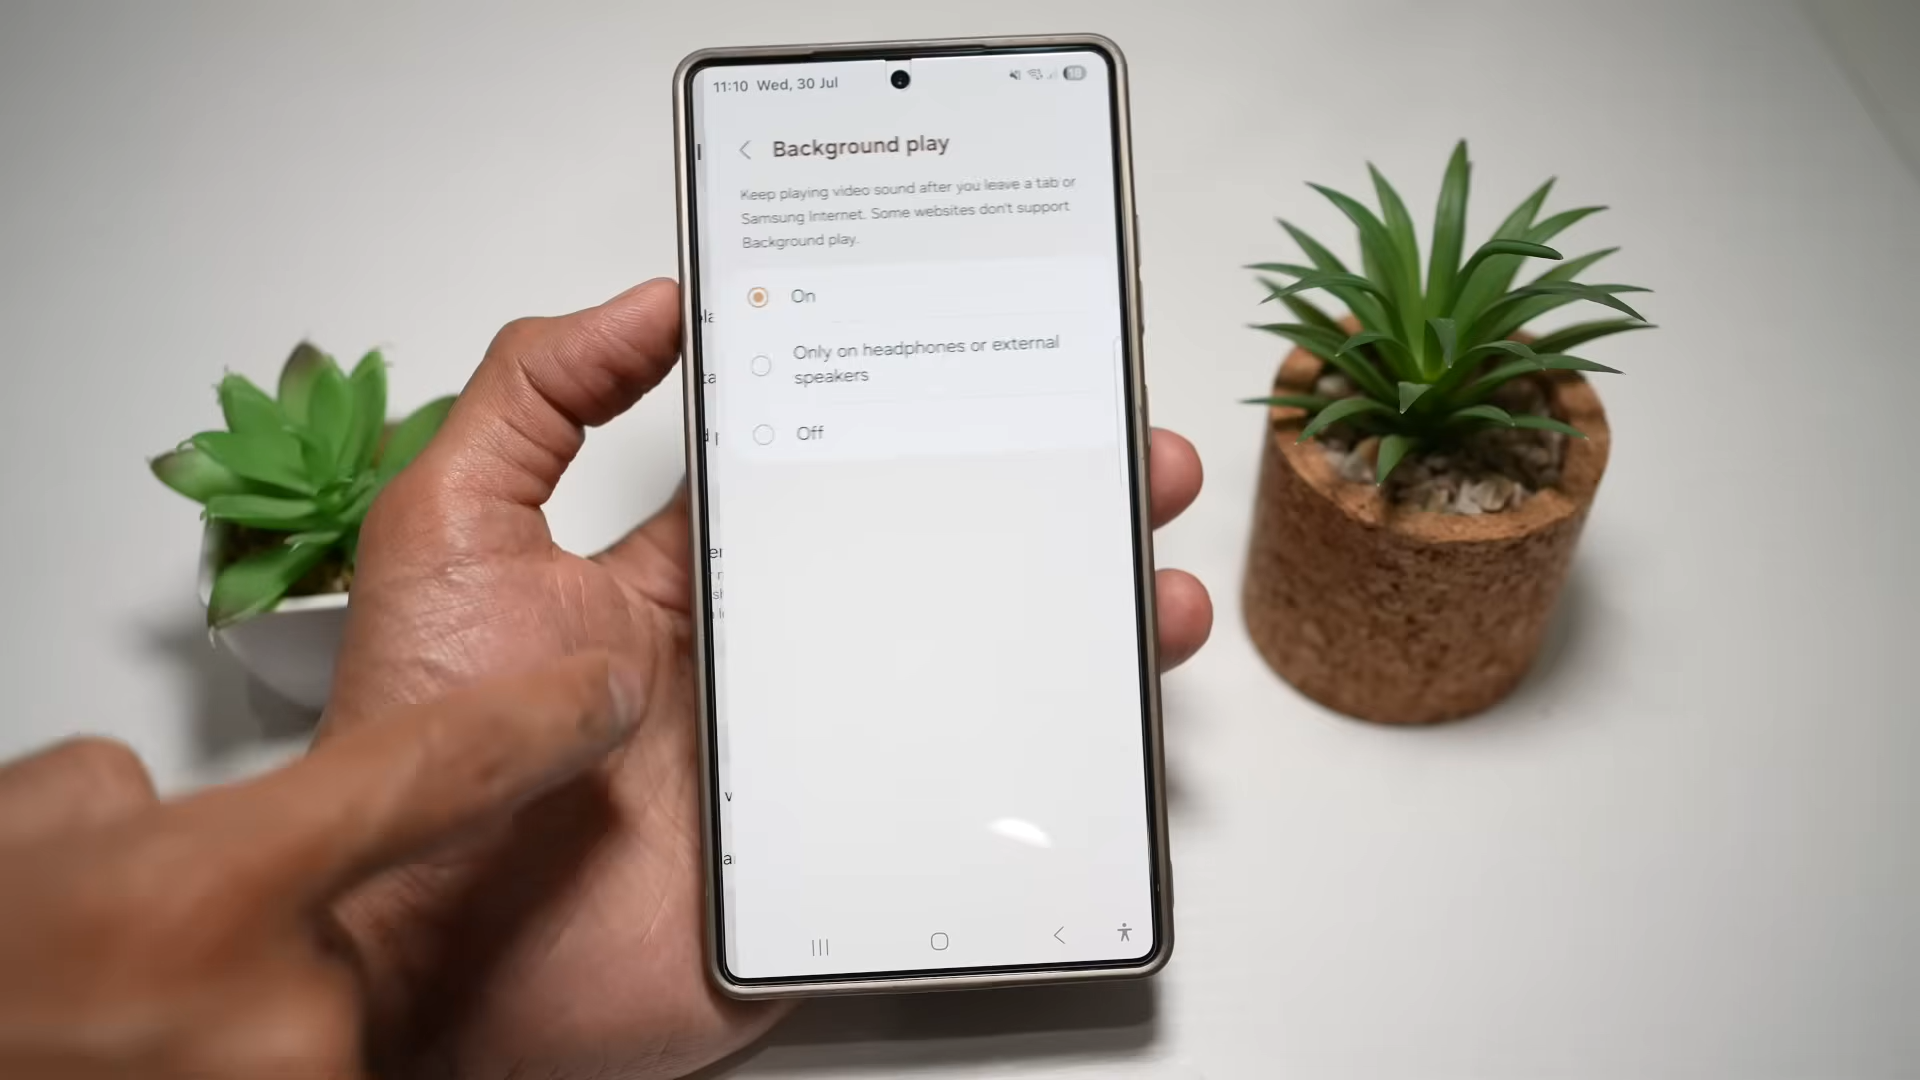 11:10 Wed, 30 Jul
Background play
Keep playing video sound after you leave a tab or
Samsung Internet. Some websites don't support
Background play.
On
Only on headphones or external
speakers
Off